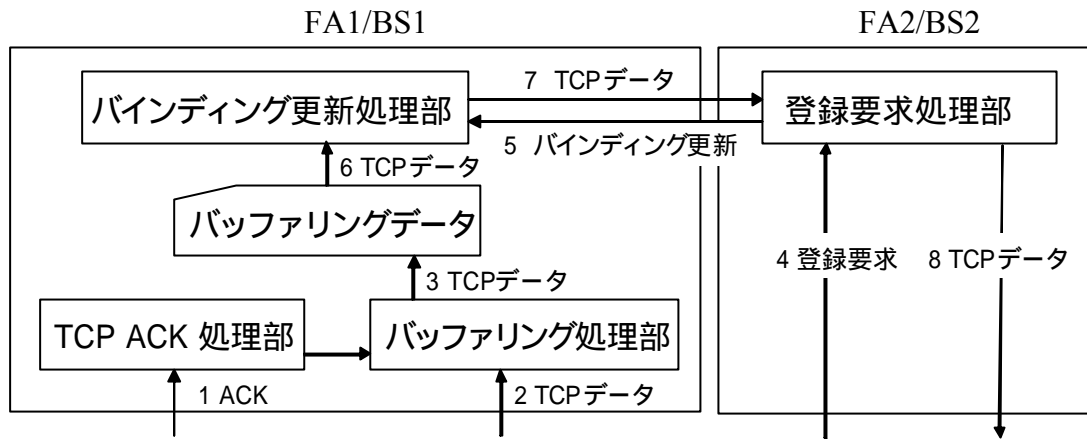 FA1/BS1
FA2/BS2
バインディング更新処理部
7 TCPデータ
登録要求処理部
5 バインディング更新
6 TCPデータ
バッファリングデータ
4 登録要求
8 TCPデータ
3 TCPデータ
TCP ACK 処理部
バッファリング処理部
1 ACK
2 TCPデータ